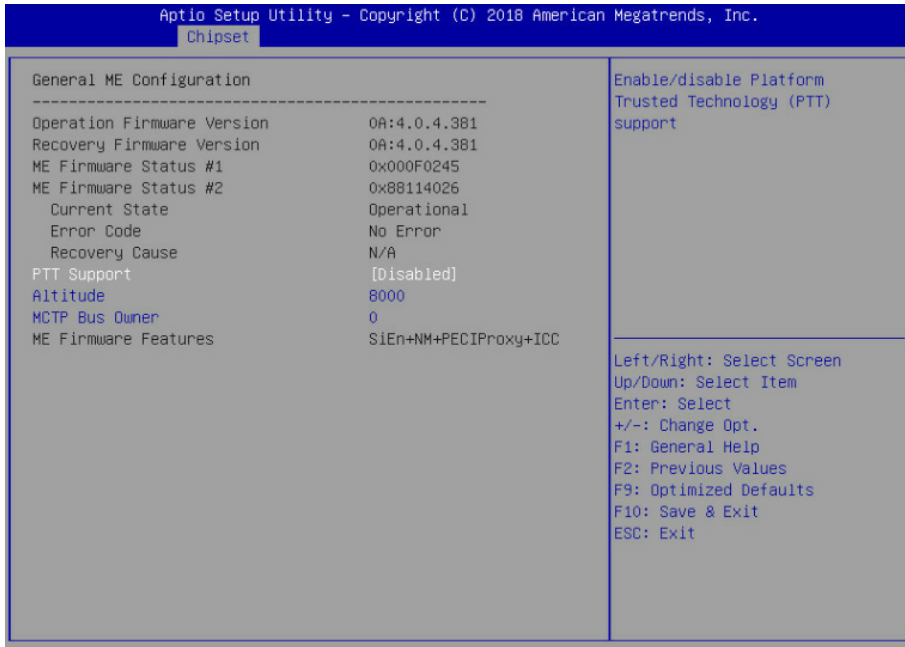 Aptio Setup Utility – Copyright (C) 2018 American Megatrends, Inc.
Chipset
General ME Configuration
--------------------------------------------------
Operation Firmware Version 0A:4.0.4.381
Recovery Firmware Version 0A:4.0.4.381
ME Firmware Status #1 0x000F0245
ME Firmware Status #2 0x88114026
Current State Operational
Error Code No Error
Recovery Cause N/A
PTT Support [Disabled]
Altitude 8000
MCTP Bus Owner 0
ME Firmware Features SiEn+NM+PECIProxy+ICC
Enable/disable Platform
Trusted Technology (PTT)
support
Left/Right: Select Screen
Up/Down: Select Item
Enter: Select
+/-: Change Opt.
F1: General Help
F2: Previous Values
F9: Optimized Defaults
F10: Save & Exit
ESC: Exit